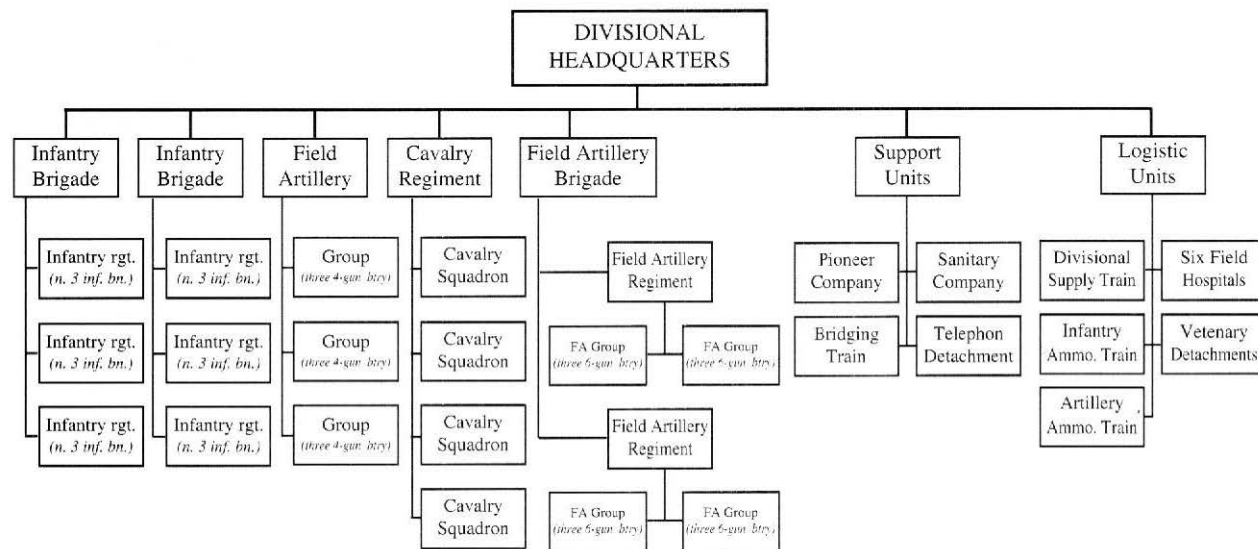 DIVISIONAL
HEADQUARTERS
Infantry
Brigade
Infantry
Brigade
Field
Artillery
Cavalry
Regiment
Field Artillery
Brigade
Support
Units
Logistic
Units
Infantry rgt.
(n. 3 inf. bn.)
Infantry rgt.
(n. 3 inf. bn.)
Infantry rgt.
(n. 3 inf. bn.)
Infantry rgt.
(n. 3 inf. bn.)
Infantry rgt.
(n. 3 inf. bn.)
Infantry rgt.
(n. 3 inf. bn.)
Group
(three 4-gun btry)
Group
(three 4-gun btry)
Group
(three 4-gun btry)
Cavalry
Squadron
Cavalry
Squadron
Cavalry
Squadron
Cavalry
Squadron
Field Artillery
Regiment
FA Group
(three 6-gun btry)
FA Group
(three 6-gun btry)
Field Artillery
Regiment
FA Group
(three 6-gun btry)
FA Group
(three 6-gun btry)
Pioneer
Company
Sanitary
Company
Bridging
Train
Telephon
Detachment
Divisional
Supply Train
Six Field
Hospitals
Infantry
Ammo. Train
Vetenary
Detachments
Artillery
Ammo. Train